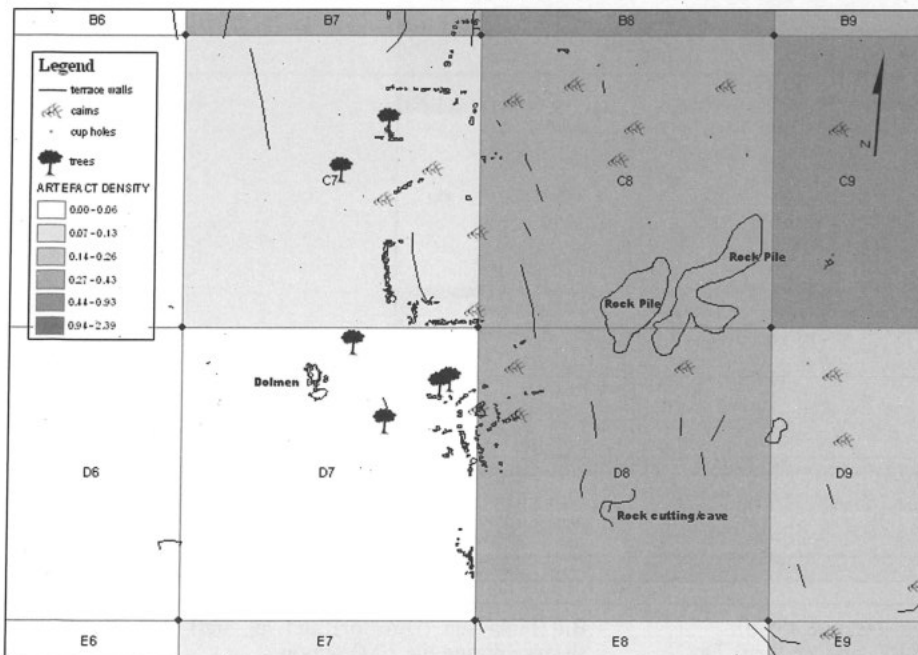 B6 B7 B8 B9
Legend
terrace walls
cairns
cup holes
trees
ARTEFACT DENSITY
0.00 - 0.06
0.07 - 0.13
0.14 - 0.26
0.27 - 0.43
0.44 - 0.93
0.94 - 2.39
C7 C8 C9
N
Rock Pile
Rock Pile
Dolmen
D6 D7 D8 D9
Rock cutting/cave
E6 E7 E8 E9